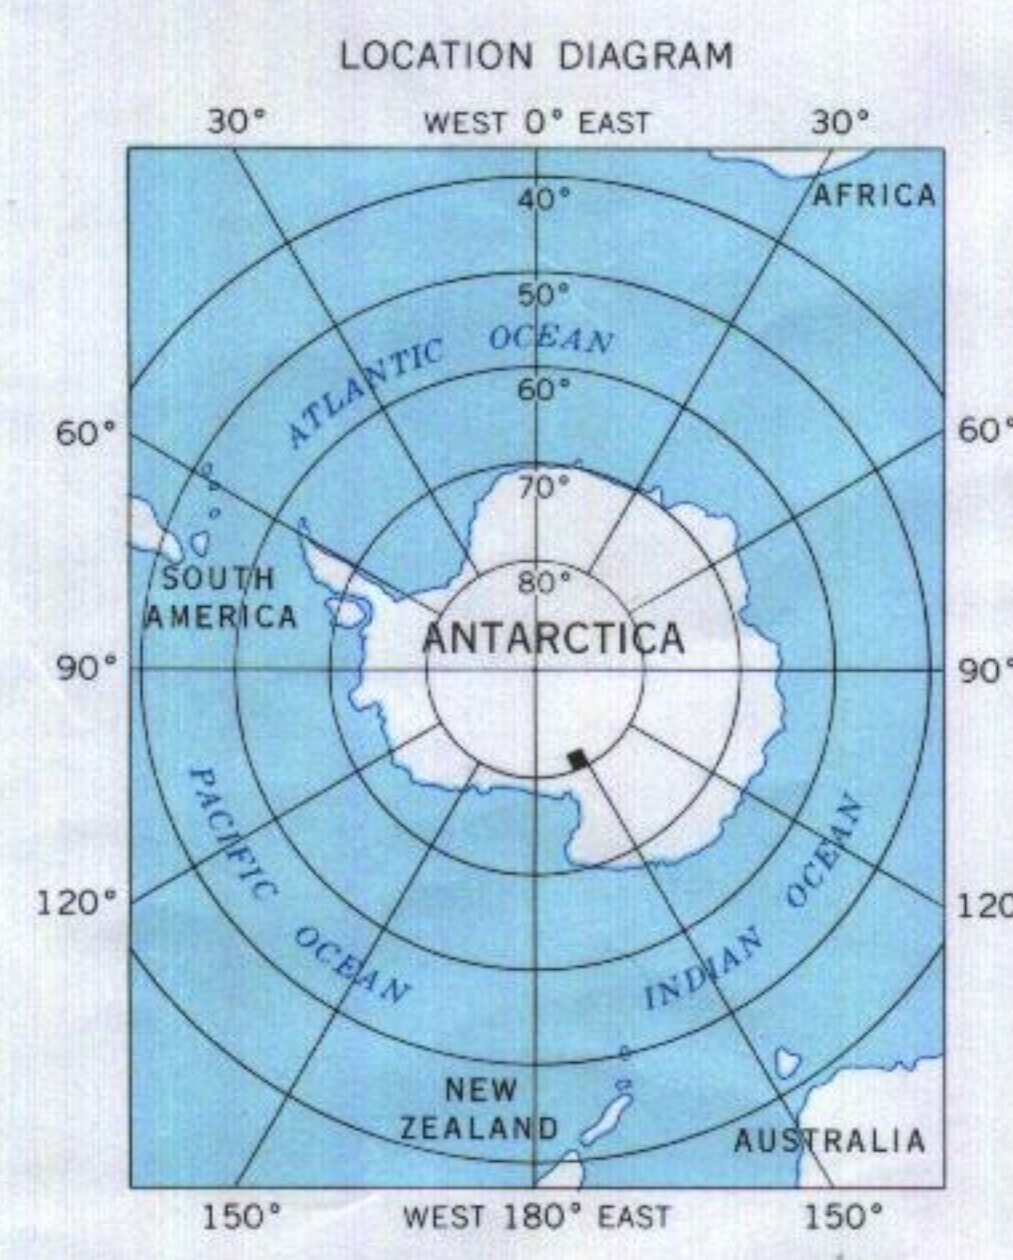 LOCATION DIAGRAM
30° WEST 0° EAST 30°
AFRICA
40°
50°
ATLANTIC OCEAN
60°
60° 60°
70°
80°
SOUTH
AMERICA
ANTARCTICA
90° 90°
PACIFIC OCEAN
INDIAN OCEAN
120° 120
NEW
ZEALAND
AUSTRALIA
150° WEST 180° EAST 150°